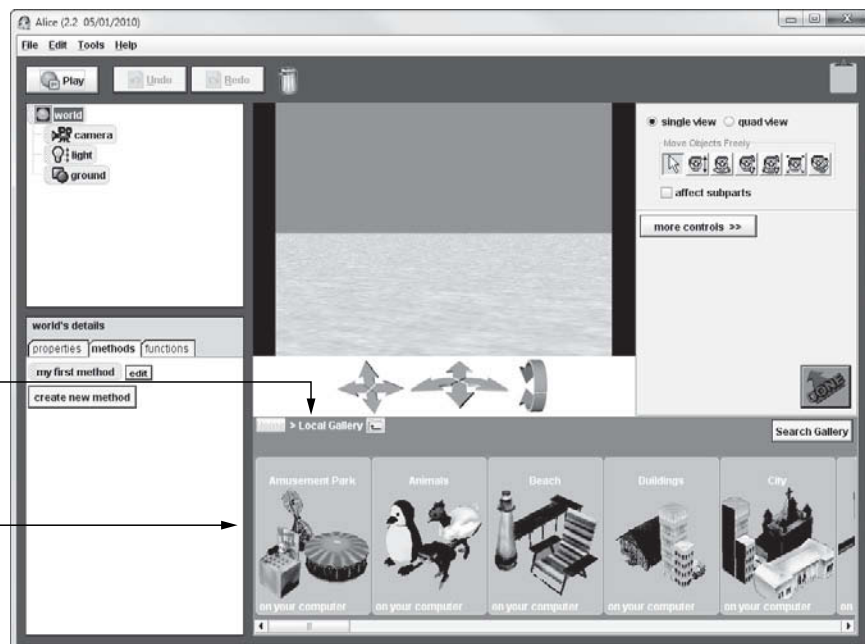 Alice (2.2 05/01/2010)
File Edit Tools Help
Play Undo Redo
world
camera
light
ground
single view quad view
Move Objects Freely
affect subparts
more controls >>
world's details
properties methods functions
my first method edit
create new method
DONE
> Local Gallery
Search Gallery
Amusement Park Animals Beach Buildings City
on your computer on your computer on your computer on your computer on your computer on